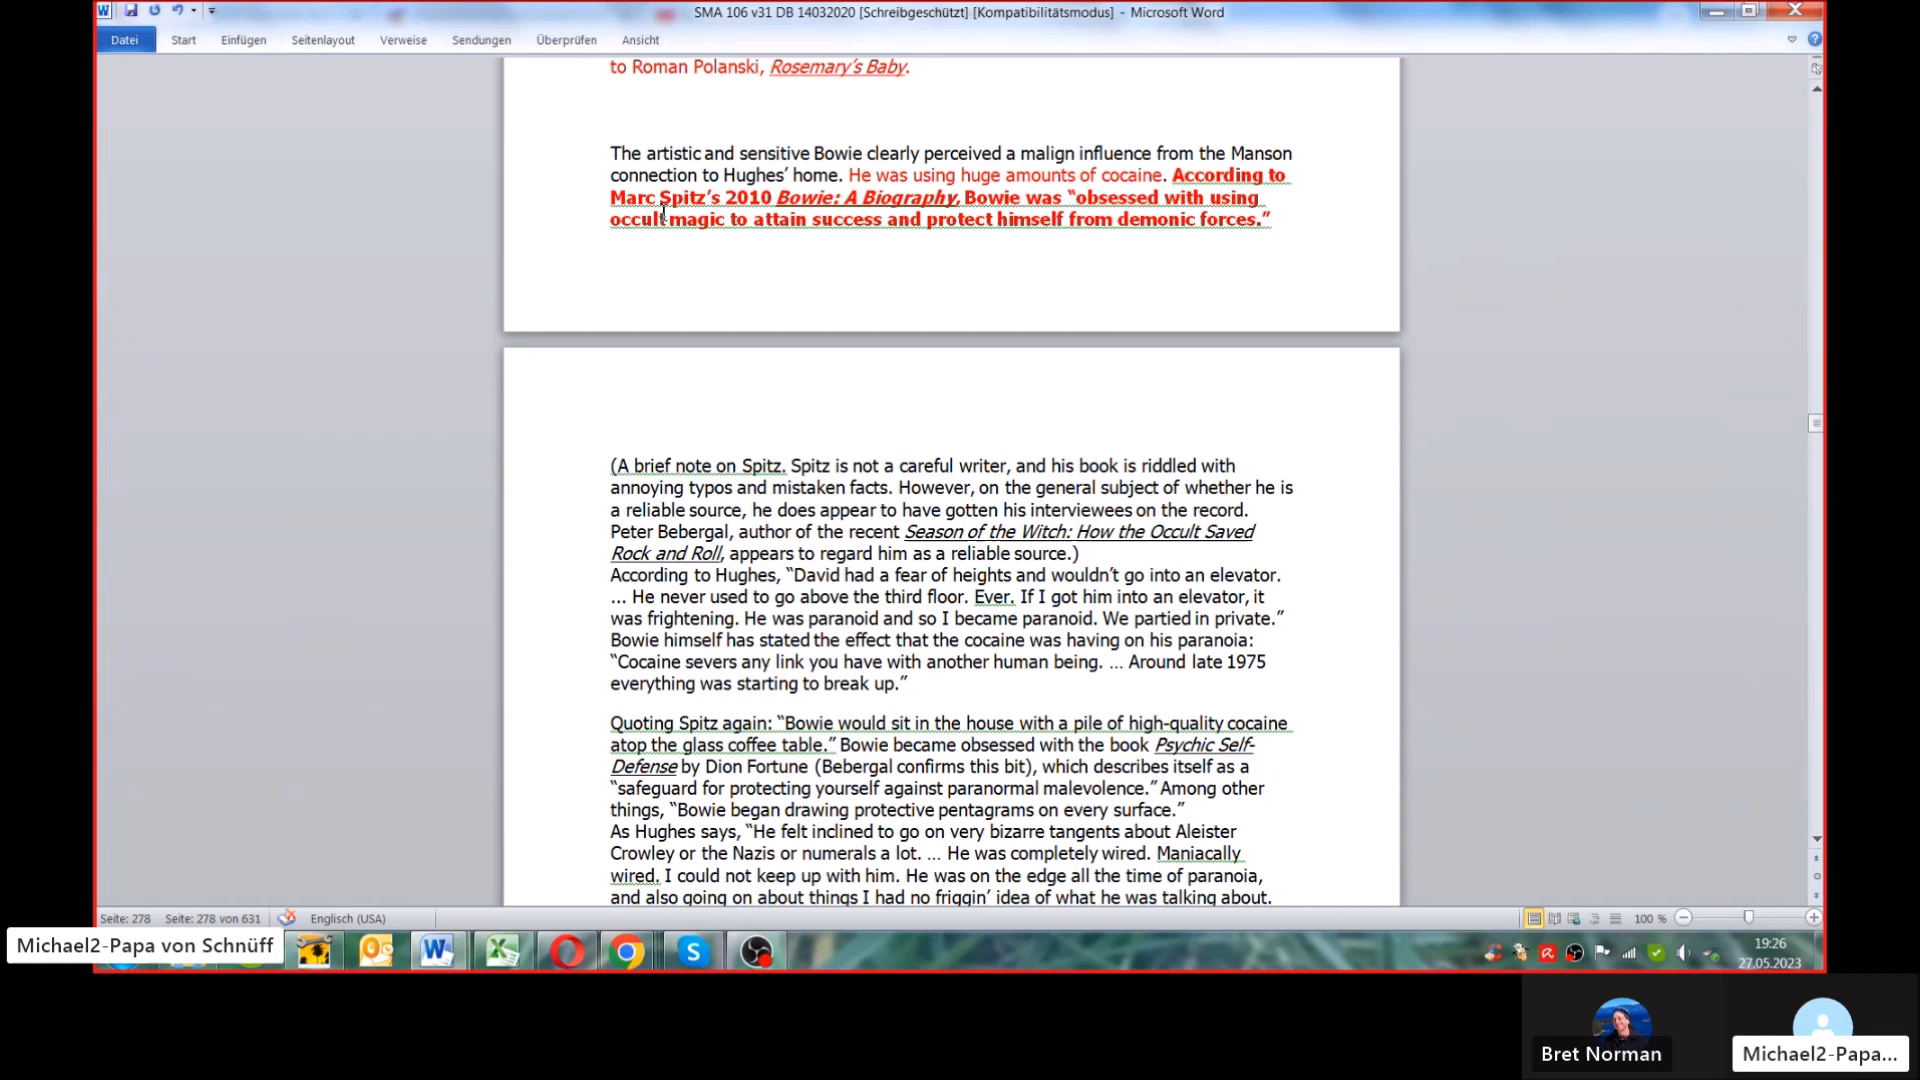 SMA 106 v31 DB 14032020 [Schreibgeschützt] [Kompatibilitätsmodus] - Microsoft Word
Datei Start Einfügen Seitenlayout Verweise Sendungen Überprüfen Ansicht
to Roman Polanski, Rosemary's Baby.
The artistic and sensitive Bowie clearly perceived a malign influence from the Manson
connection to Hughes' home. He was using huge amounts of cocaine. According to
Marc Spitz's 2010 Bowie: A Biography, Bowie was “obsessed with using
occult magic to attain success and protect himself from demonic forces.”
(A brief note on Spitz. Spitz is not a careful writer, and his book is riddled with
annoying typos and mistaken facts. However, on the general subject of whether he is
a reliable source, he does appear to have gotten his interviewees on the record.
Peter Bebergal, author of the recent Season of the Witch: How the Occult Saved
Rock and Roll, appears to regard him as a reliable source.)
According to Hughes, “David had a fear of heights and wouldn't go into an elevator.
... He never used to go above the third floor. Ever. If I got him into an elevator, it
was frightening. He was paranoid and so I became paranoid. We partied in private.”
Bowie himself has stated the effect that the cocaine was having on his paranoia:
“Cocaine severs any link you have with another human being. ... Around late 1975
everything was starting to break up.”
Quoting Spitz again: “Bowie would sit in the house with a pile of high-quality cocaine
atop the glass coffee table.” Bowie became obsessed with the book Psychic Self-
Defense by Dion Fortune (Bebergal confirms this bit), which describes itself as a
“safeguard for protecting yourself against paranormal malevolence.” Among other
things, “Bowie began drawing protective pentagrams on every surface.”
As Hughes says, “He felt inclined to go on very bizarre tangents about Aleister
Crowley or the Nazis or numerals a lot. ... He was completely wired. Maniacally
wired. I could not keep up with him. He was on the edge all the time of paranoia,
and also going on about things I had no friggin' idea of what he was talking about.
Seite: 278 Seite: 278 von 631 Englisch (USA) 100 %
Michael2-Papa von Schnüff
19:26
27.05.2023
Bret Norman
Michael2-Papa...